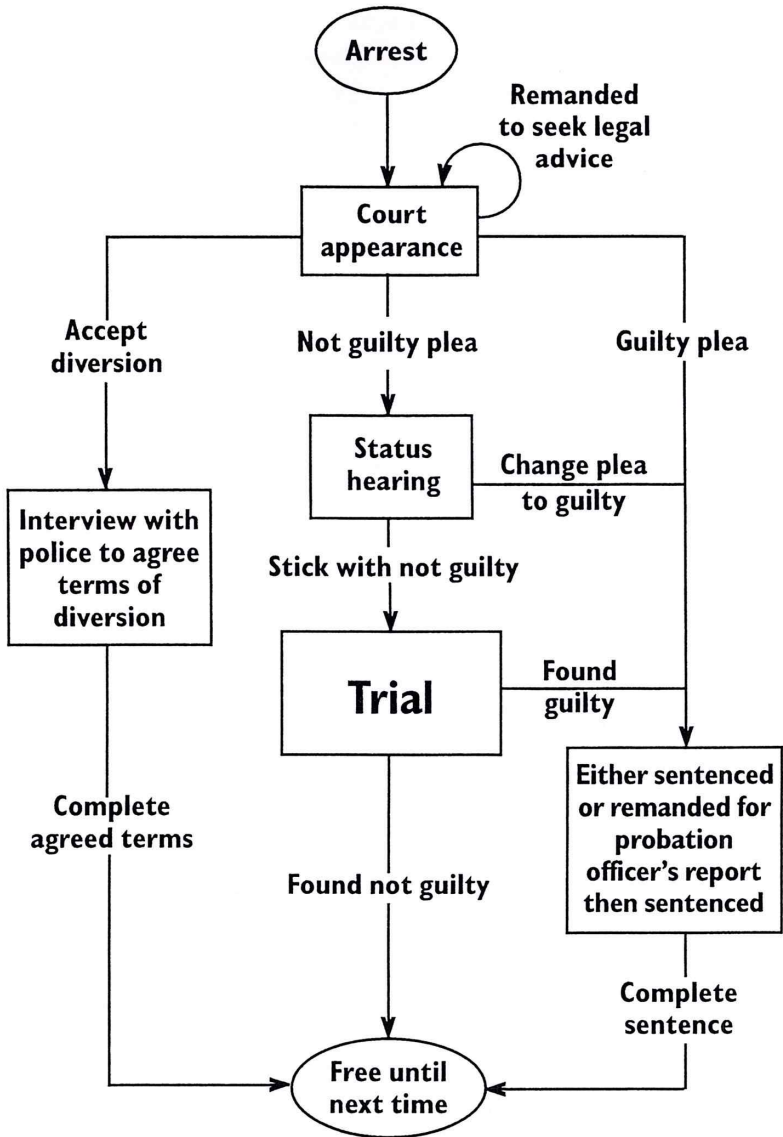 Arrest
Remanded
to seek legal
advice
Court
appearance
Accept
diversion
Not guilty plea
Guilty plea
Status
hearing
Change plea
to guilty
Interview with
police to agree
terms of
diversion
Stick with not guilty
Trial
Found
guilty
Either sentenced
or remanded for
probation
officer's report
then sentenced
Complete
agreed terms
Found not guilty
Complete
sentence
Free until
next time